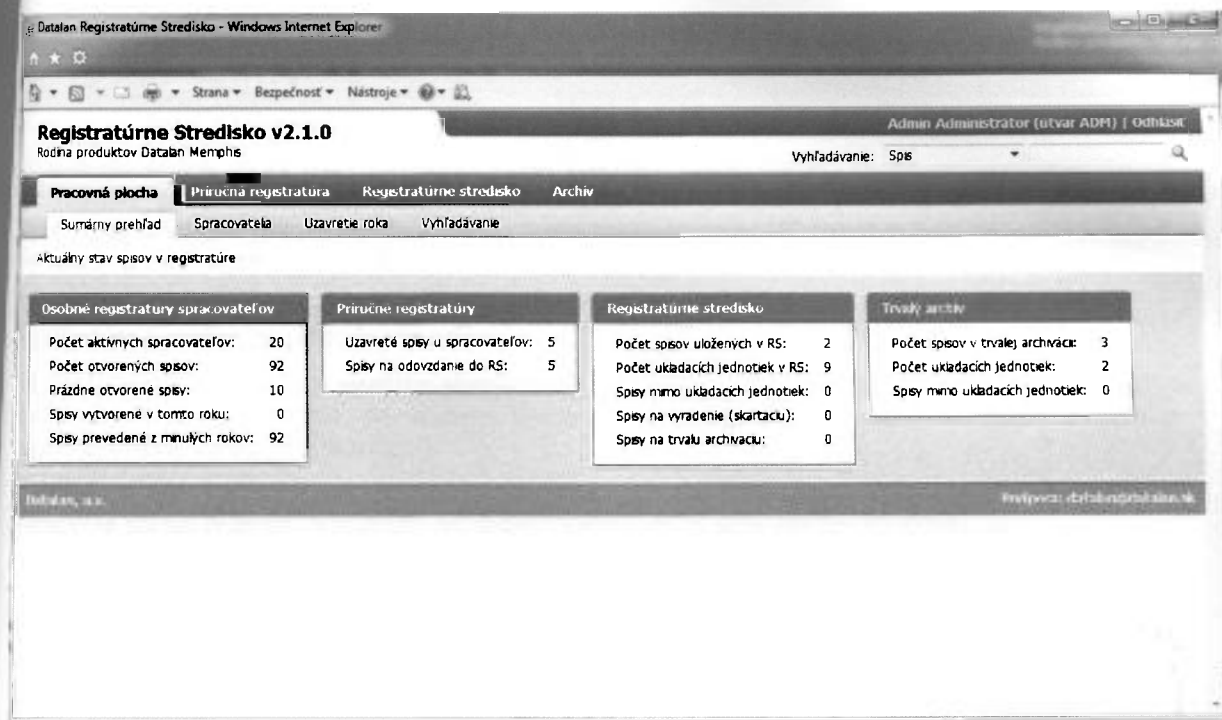 Datalan Registratúrne Stredisko - Windows Internet Explorer
Strana Bezpečnosť Nástroje
Admin Administrátor (útvar ADM) | Odhlásiť
Registratúrne Stredisko v2.1.0
Rodina produktov Datalan Memphis
Vyhľadávanie: Spis
Pracovná plocha Príručná registratúra Registratúrne stredisko Archív
Sumárny prehľad Spracovatelia Uzavretie roka Vyhľadávanie
Aktuálny stav spisov v registratúre
Osobné registratúry spracovateľov
Počet aktívnych spracovateľov: 20
Počet otvorených spisov: 92
Prázdne otvorené spisy: 10
Spisy vytvorené v tomto roku: 0
Spisy prevedené z minulých rokov: 92
Príručné registratúry
Uzavreté spisy u spracovateľov: 5
Spisy na odovzdanie do RS: 5
Registratúrne stredisko
Počet spisov uložených v RS: 2
Počet ukladacích jednotiek v RS: 9
Spisy mimo ukladacích jednotiek: 0
Spisy na vyradenie (skartáciu): 0
Spisy na trvalú archiváciu: 0
Trvalý archív
Počet spisov v trvalej archivácii: 3
Počet ukladacích jednotiek: 2
Spisy mimo ukladacích jednotiek: 0
Datalan, a.s.